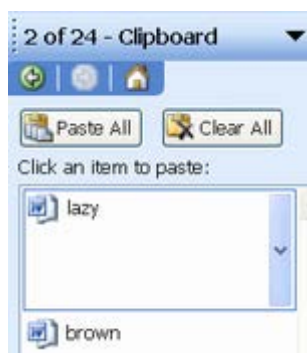 2 of 24 - Clipboard
Paste All Clear All
Click an item to paste:
lazy
brown